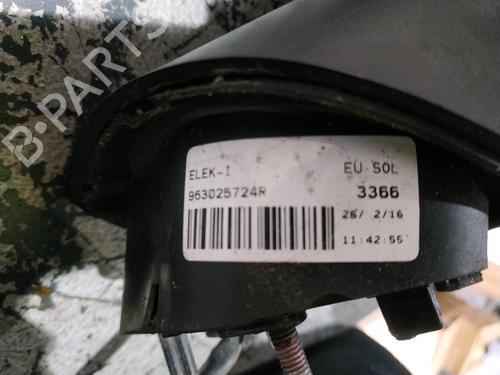 B-PARTS
ELEK-I EU SOL
963025724R 3366
26/ 2/16
11:42:55